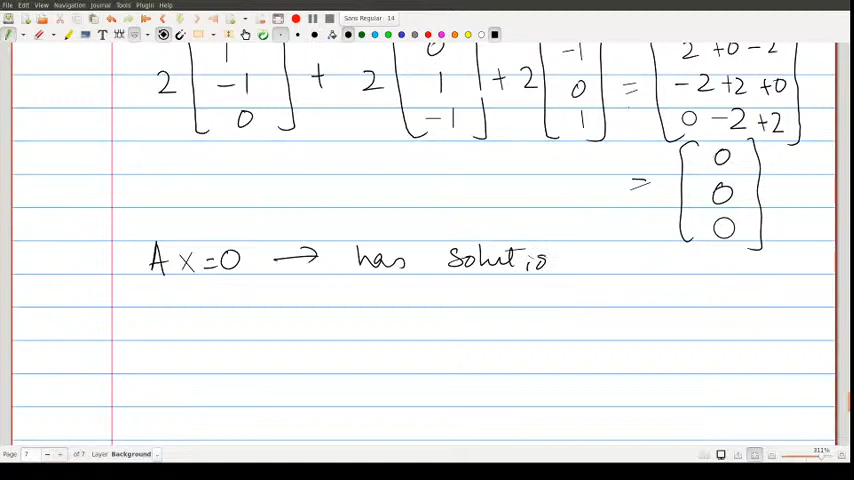 File Edit View Navigation Journal Tools Plugin Help
Sans Regular 14
1 0 -1 2 +0 -2
2 -1 + 2 1 +2 0 = -2 +2 +0
0 -1 1 0 -2 +2
0
= 0
0
Ax=0 → has solutio
Page 7 of 7 Layer Background 311%